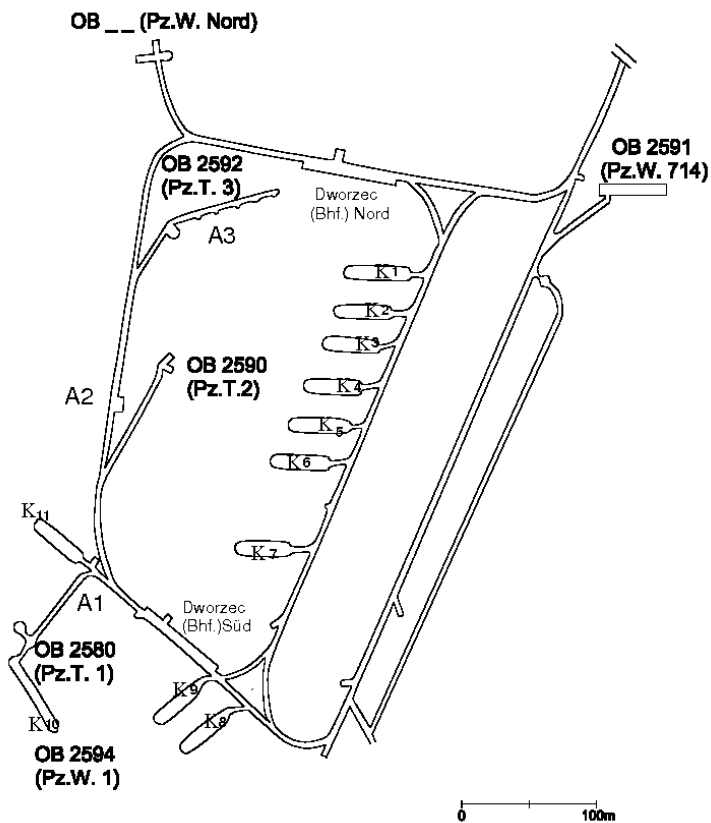 OB _ _ (Pz.W. Nord)
OB 2591
(Pz.W. 714)
OB 2592
(Pz.T. 3)
Dworzec
(Bhf.) Nord
A3
K1
K2
K3
OB 2590
(Pz.T.2)
K4
A2
K5
K6
K11
K7
A1
Dworzec
(Bhf.)Süd
OB 2580
(Pz.T. 1)
K9
K8
K10
OB 2594
(Pz.W. 1)
0 100m